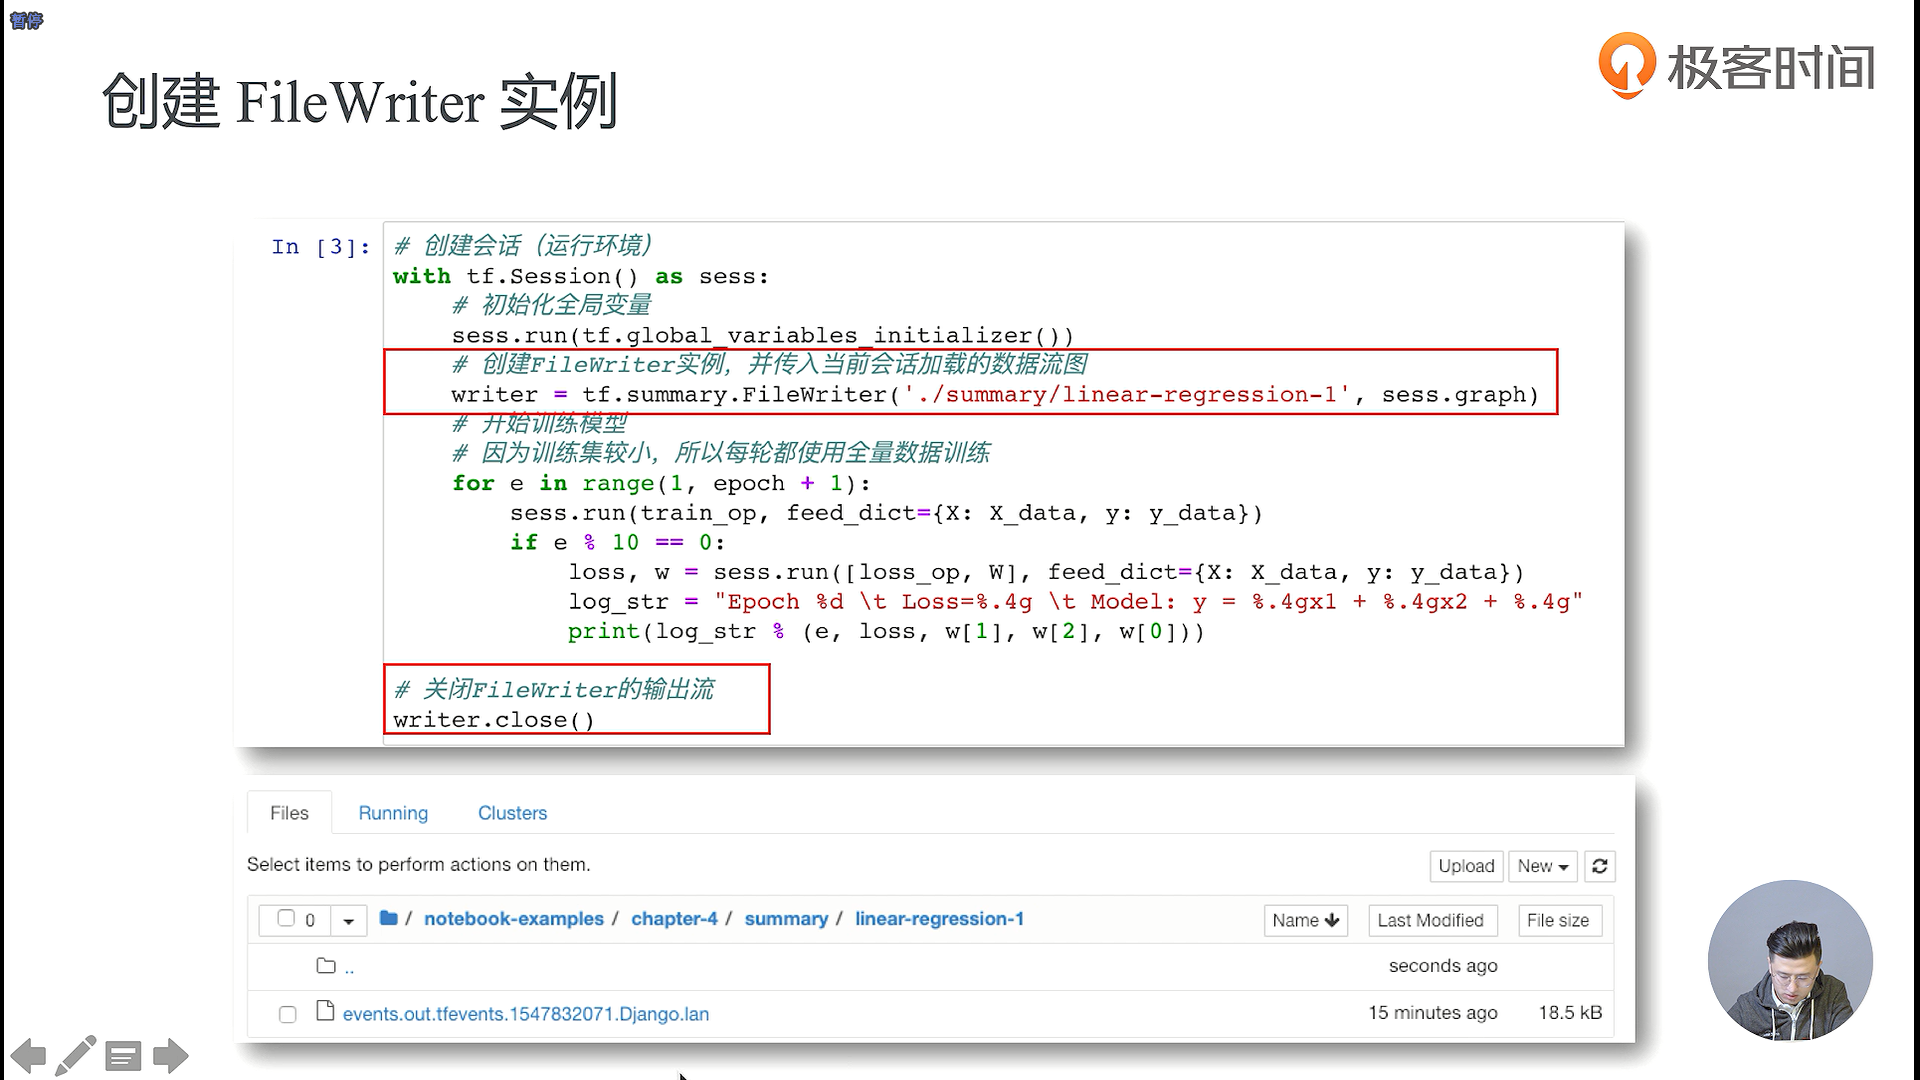 暂停
创建 FileWriter 实例
极客时间
In [3]:
# 创建会话（运行环境）
with tf.Session() as sess:
    # 初始化全局变量
    sess.run(tf.global_variables_initializer())
    # 创建FileWriter实例，并传入当前会话加载的数据流图
    writer = tf.summary.FileWriter('./summary/linear-regression-1', sess.graph)
    # 开始训练模型
    # 因为训练集较小，所以每轮都使用全量数据训练
    for e in range(1, epoch + 1):
        sess.run(train_op, feed_dict={X: X_data, y: y_data})
        if e % 10 == 0:
            loss, w = sess.run([loss_op, W], feed_dict={X: X_data, y: y_data})
            log_str = "Epoch %d \t Loss=%.4g \t Model: y = %.4gx1 + %.4gx2 + %.4g"
            print(log_str % (e, loss, w[1], w[2], w[0]))
# 关闭FileWriter的输出流
writer.close()
Files Running Clusters
Select items to perform actions on them.
Upload New
0 / notebook-examples / chapter-4 / summary / linear-regression-1 Name Last Modified File size
.. seconds ago
events.out.tfevents.1547832071.Django.lan 15 minutes ago 18.5 kB